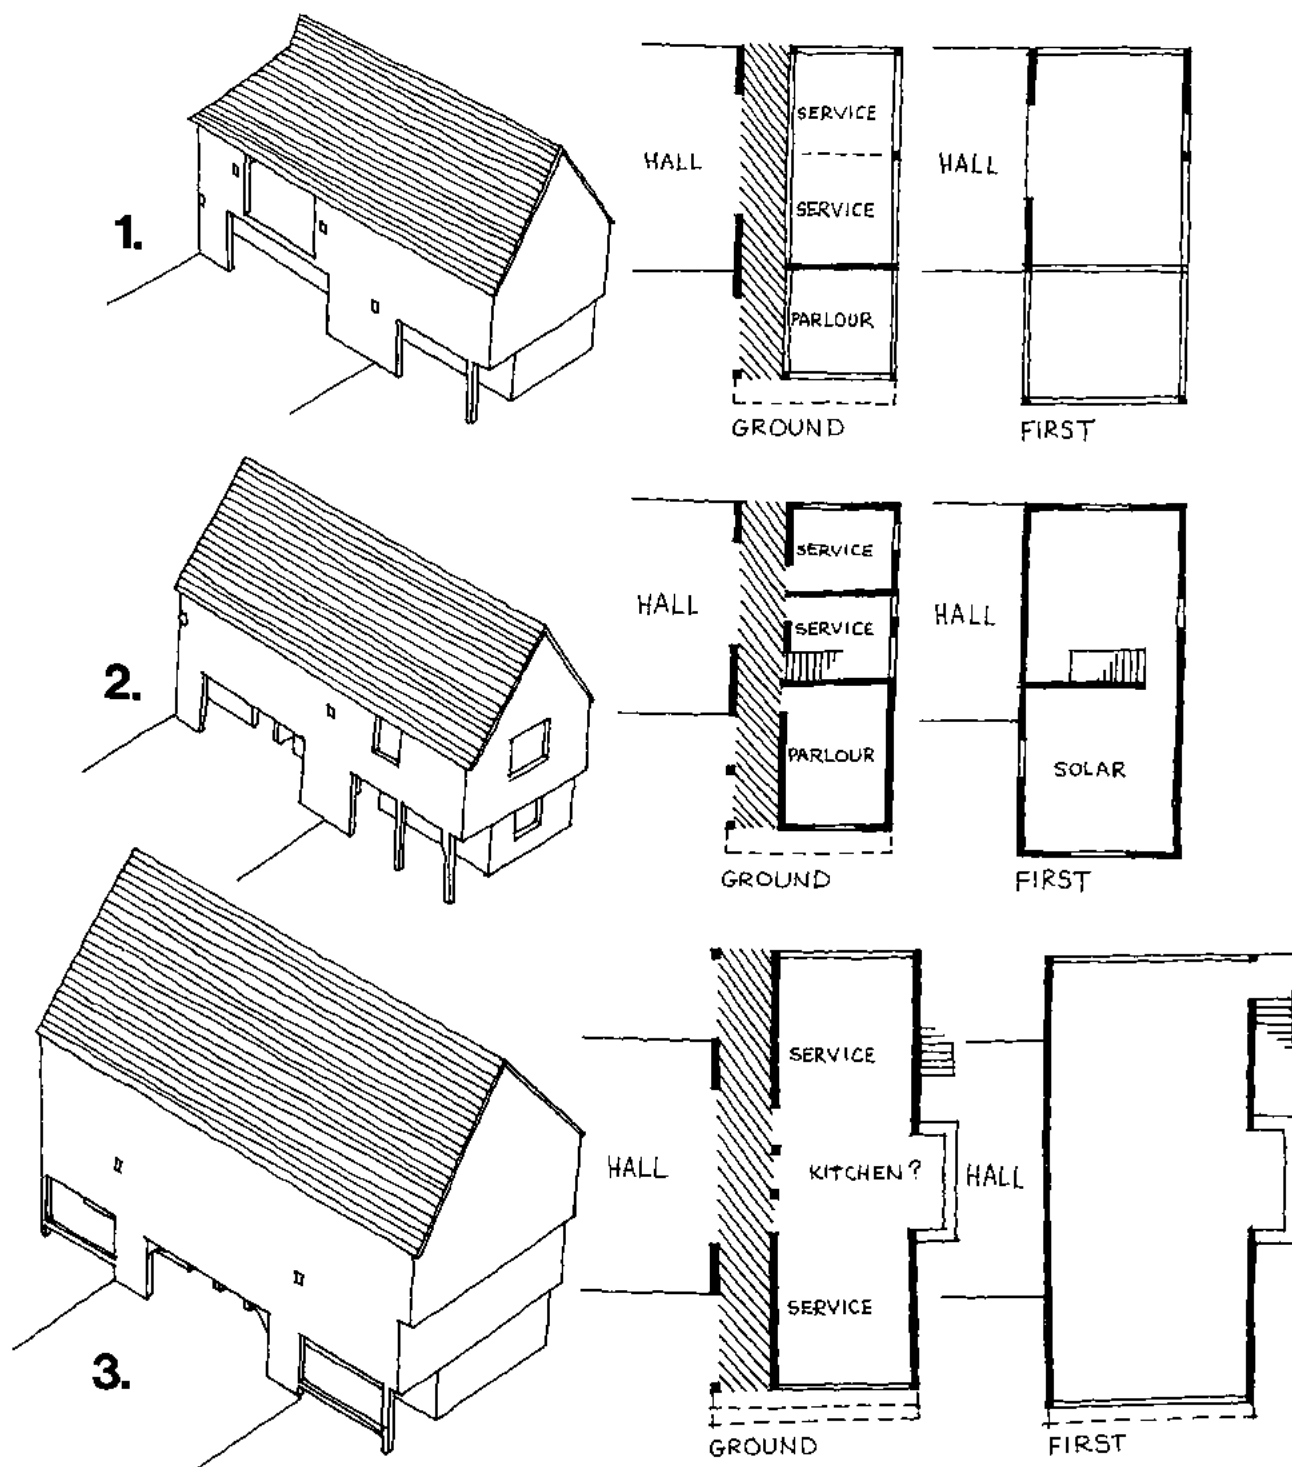 1.
HALL
SERVICE
SERVICE
PARLOUR
GROUND
HALL
FIRST
2.
HALL
SERVICE
SERVICE
PARLOUR
GROUND
HALL
SOLAR
FIRST
3.
HALL
SERVICE
KITCHEN?
SERVICE
GROUND
HALL
FIRST